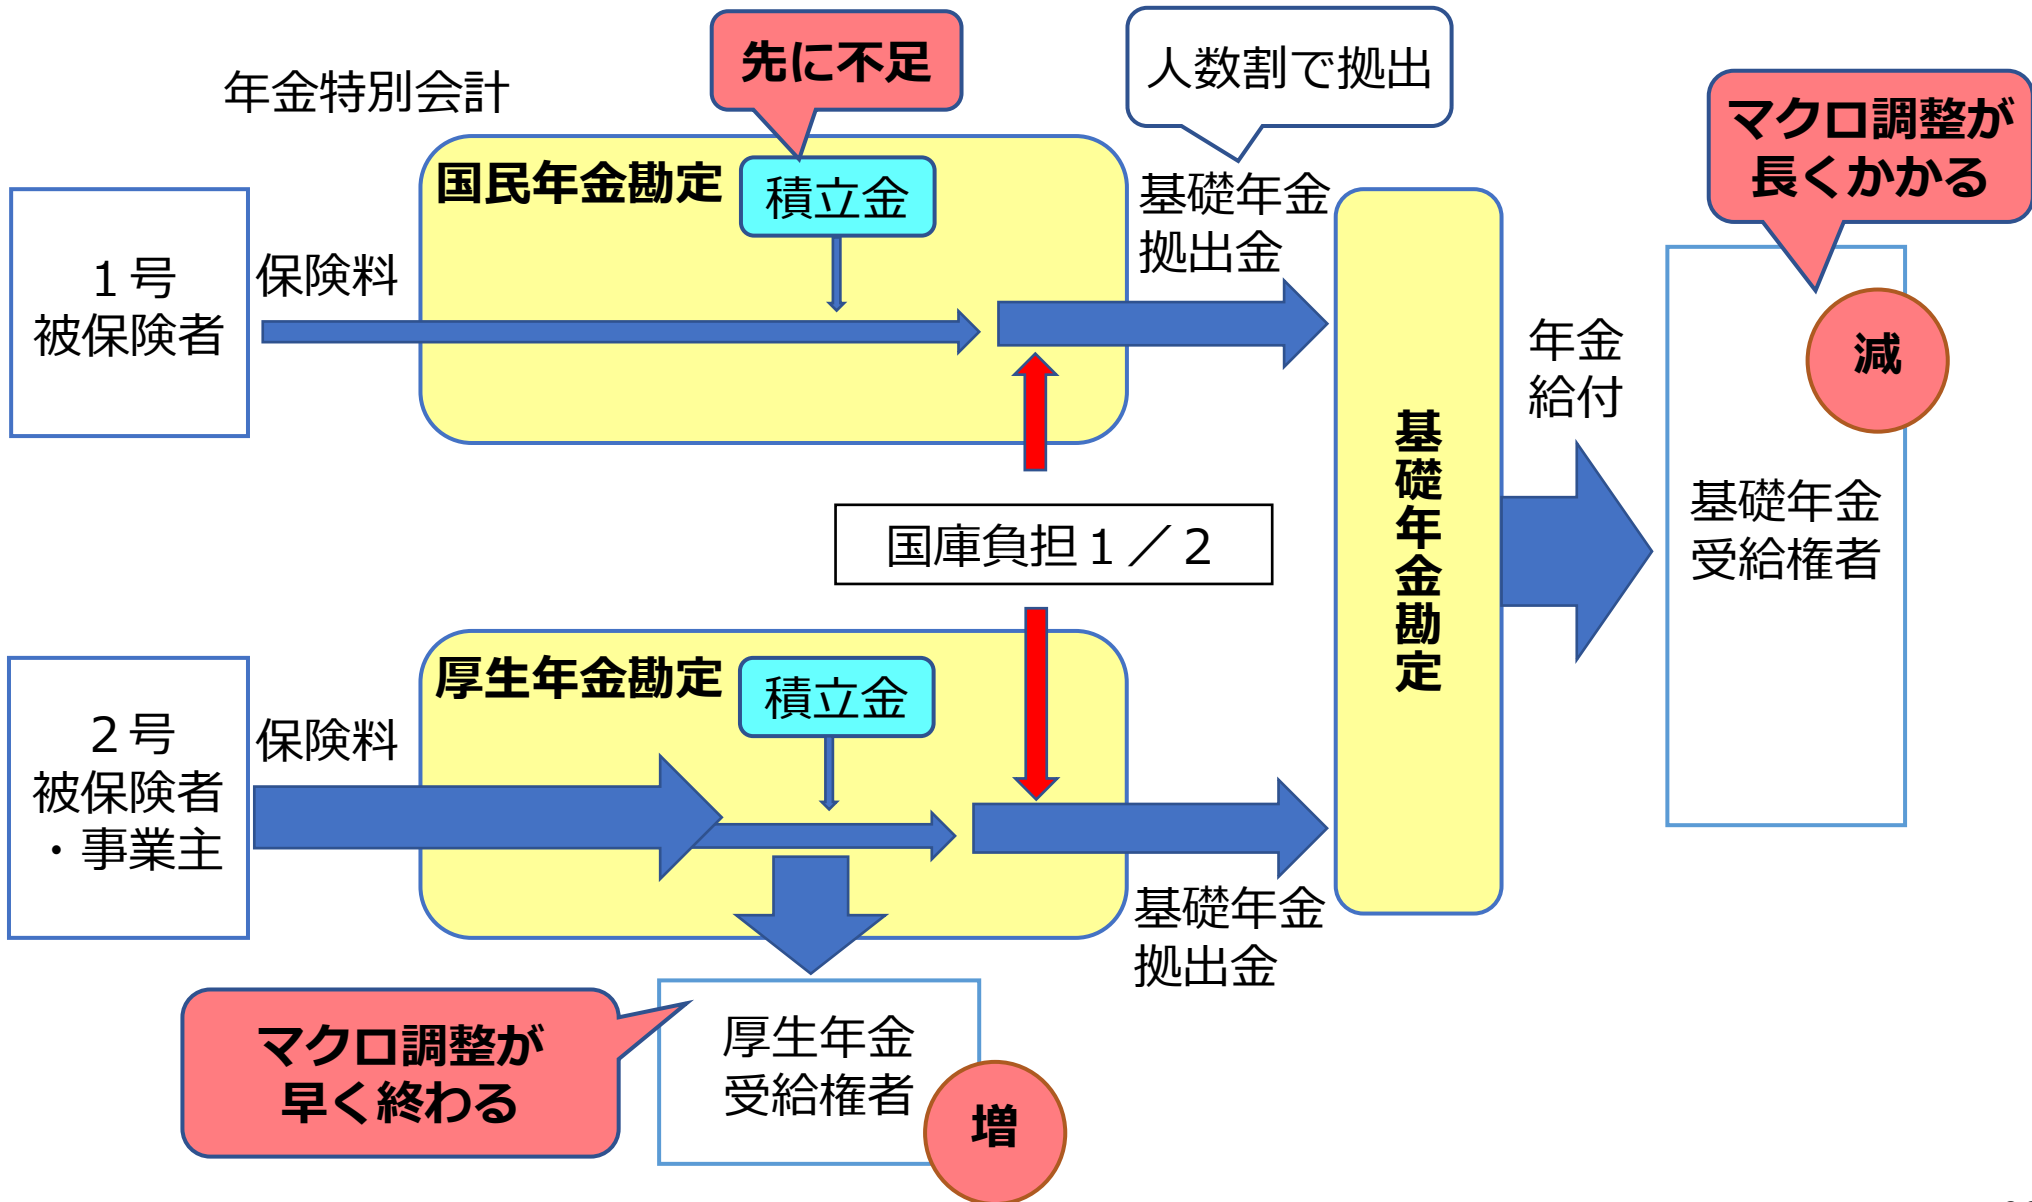 年金特別会計
先に不足
人数割で拠出
マクロ調整が
長くかかる
国民年金勘定
積立金
基礎年金
拠出金
１号
被保険者
保険料
年金
給付
減
基礎年金勘定
国庫負担１／２
基礎年金
受給権者
厚生年金勘定
積立金
２号
被保険者
・事業主
保険料
基礎年金
拠出金
マクロ調整が
早く終わる
厚生年金
受給権者
増